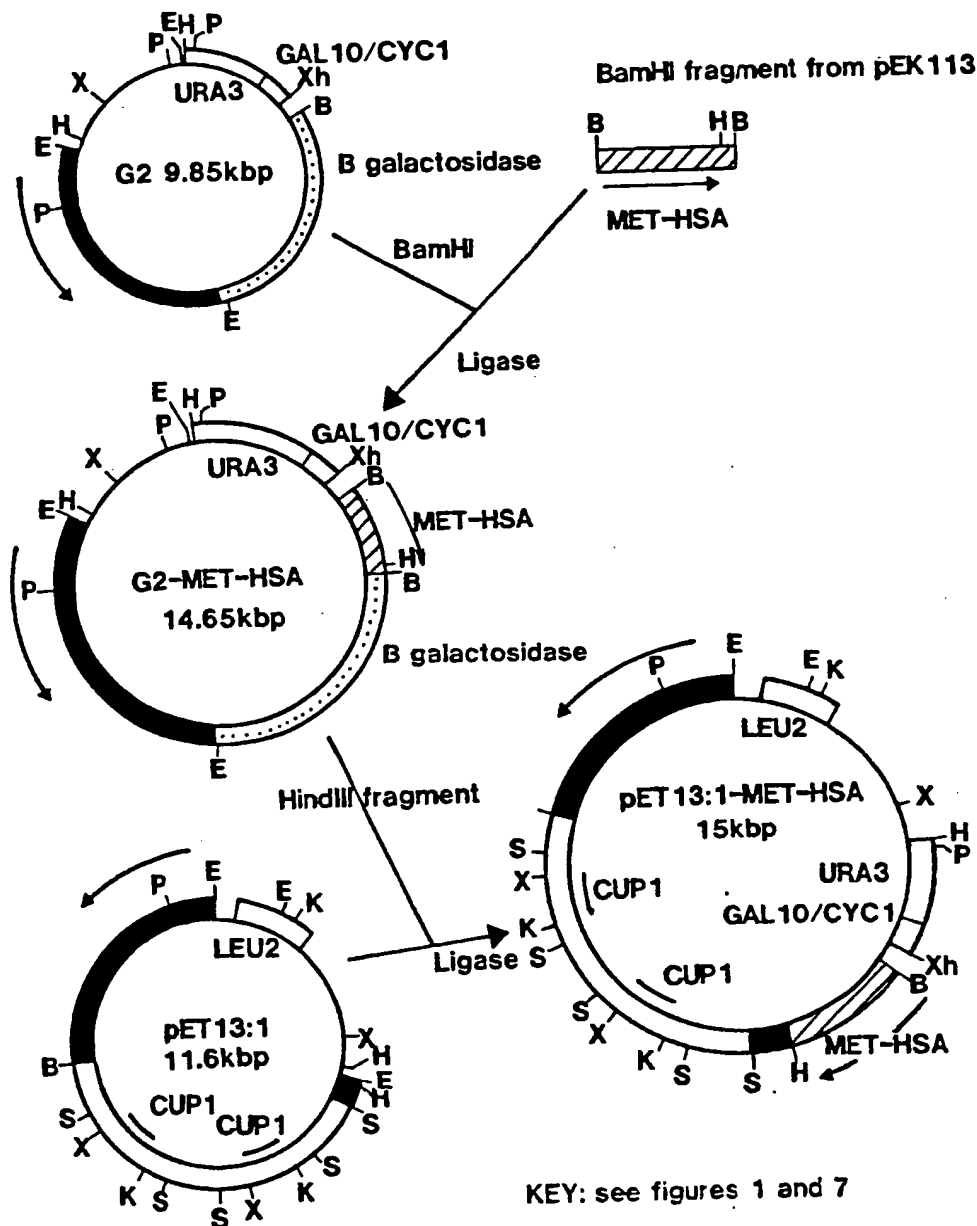 E H P
P
GAL10/CYC1
X
URA3
Xh
B
H
E
G2 9.85kbp
B galactosidase
P
E
BamHI fragment from pEK113
B
H B
MET-HSA
BamHI
Ligase
E H P
P
GAL10/CYC1
X
URA3
Xh
B
E H
MET-HSA
H
B
P
G2-MET-HSA
14.65kbp
B galactosidase
E
HindIII fragment
P
E
E
K
LEU2
pET13:1-MET-HSA
15kbp
X
H
P
URA3
GAL10/CYC1
Xh
B
MET-HSA
H
S
S
X
CUP1
K
S
CUP1
S
X
K
S
P
E
E
K
LEU2
Ligase
pET13:1
11.6kbp
X
H
E
H
S
B
CUP1
CUP1
S
X
K
S
S
X
K
S
KEY: see figures 1 and 7